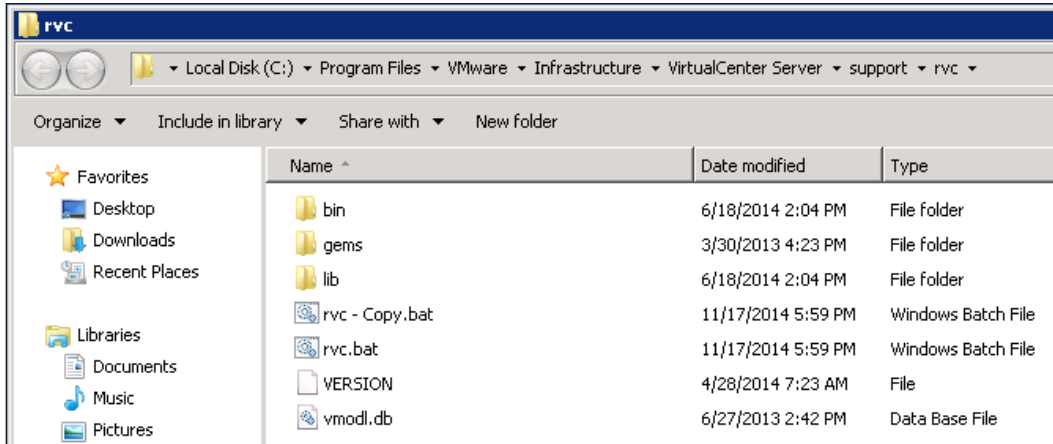 rvc
Local Disk (C:) Program Files VMware Infrastructure VirtualCenter Server support rvc
Organize Include in library Share with New folder
Favorites
Desktop
Downloads
Recent Places
Libraries
Documents
Music
Pictures
Name Date modified Type
bin 6/18/2014 2:04 PM File folder
gems 3/30/2013 4:23 PM File folder
lib 6/18/2014 2:04 PM File folder
rvc - Copy.bat 11/17/2014 5:59 PM Windows Batch File
rvc.bat 11/17/2014 5:59 PM Windows Batch File
VERSION 4/28/2014 7:23 AM File
vmodl.db 6/27/2013 2:42 PM Data Base File